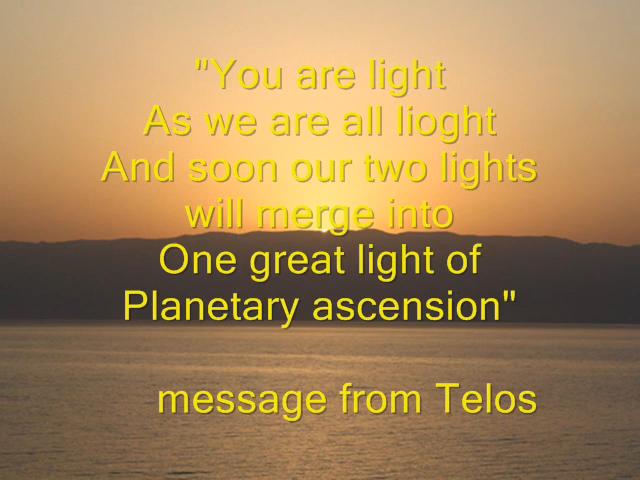 "You are light
As we are all lioght
And soon our two lights
will merge into
One great light of
Planetary ascension"
message from Telos